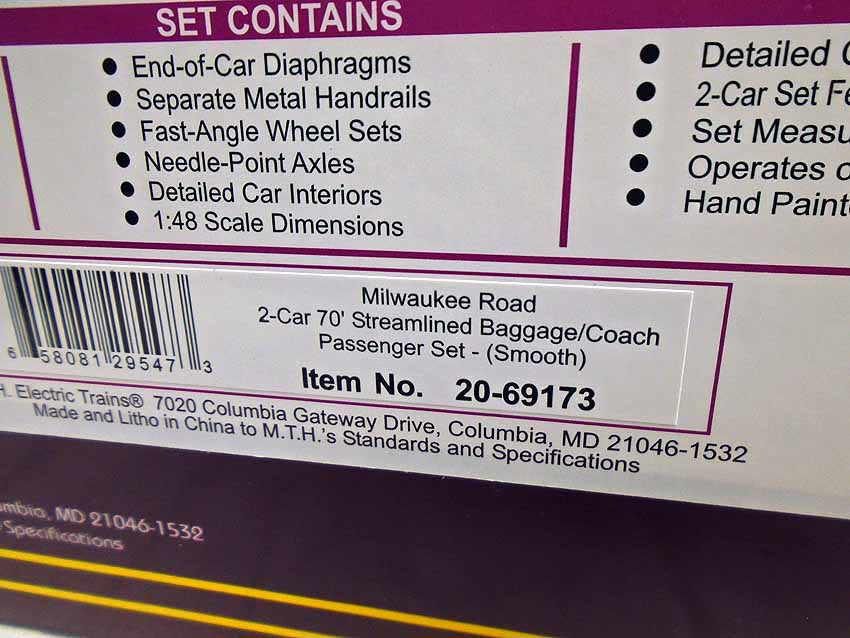 SET CONTAINS
• End-of-Car Diaphragms
• Separate Metal Handrails
• Fast-Angle Wheel Sets
• Needle-Point Axles
• Detailed Car Interiors
• 1:48 Scale Dimensions
• Detailed
• 2-Car Set
• Set
• Operates
• Hand
Milwaukee Road
2-Car 70' Streamlined Baggage/Coach
Passenger Set - (Smooth)
Item No. 20-69173
6 58081 29547 3
H. Electric Trains® 7020 Columbia Gateway Drive, Columbia, MD 21046-1532
Made and Litho in China to M.T.H.'s Standards and Specifications
MD 21046-1532
Specifications